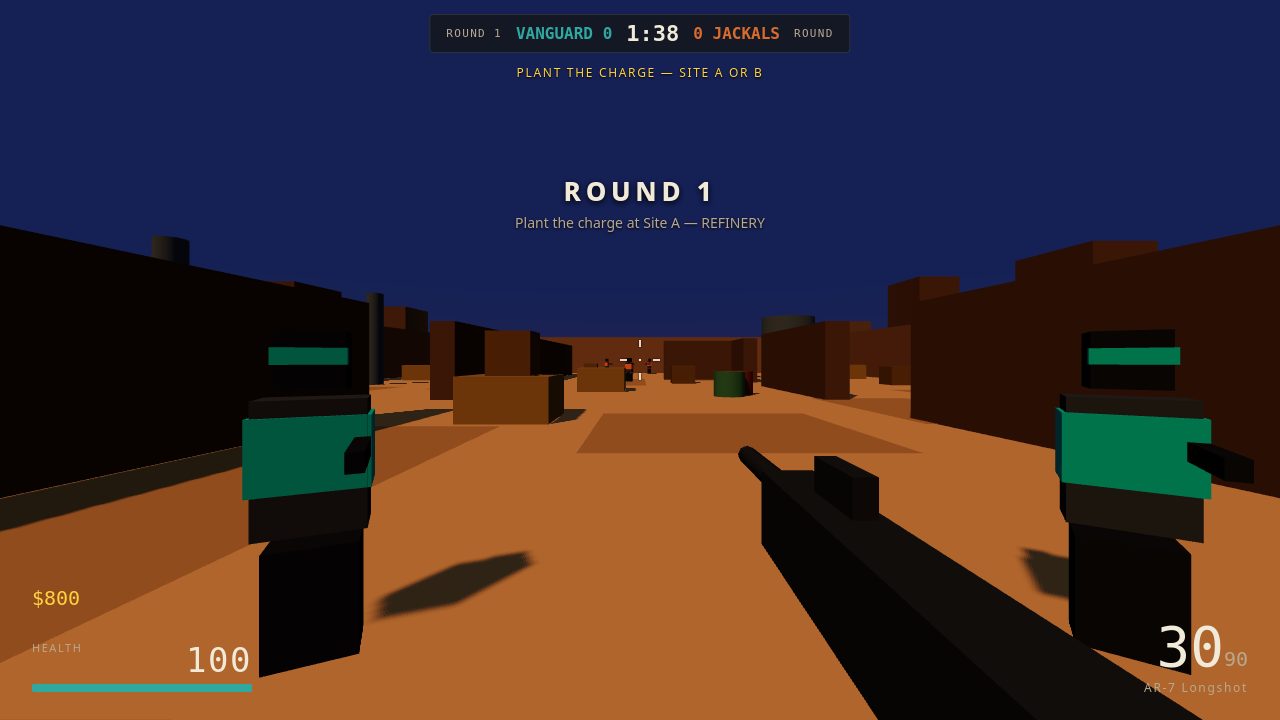 ROUND 1 VANGUARD 0 1:38 0 JACKALS ROUND
PLANT THE CHARGE — SITE A OR B
ROUND 1
Plant the charge at Site A — REFINERY
$800
HEALTH 100
30 90
AR-7 Longshot